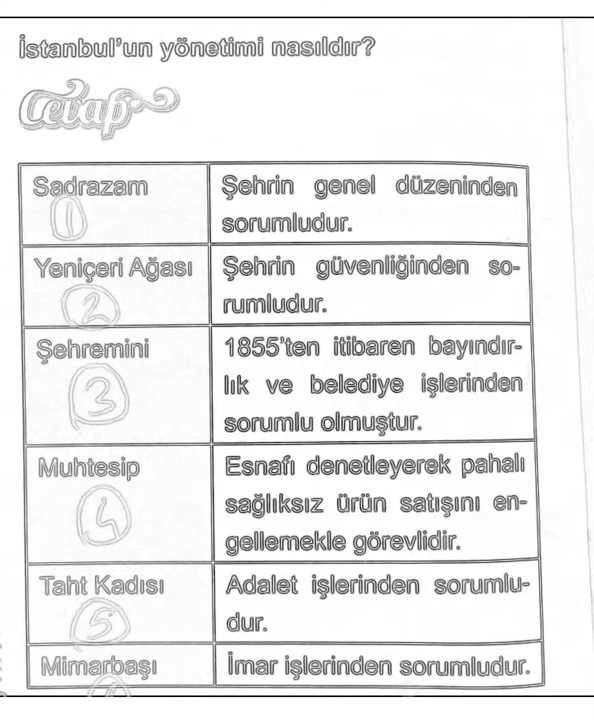 İstanbul'un yönetimi nasıldır?
Cevap
Sadrazam
1
Şehrin genel düzeninden
sorumludur.
Yeniçeri Ağası
2
Şehrin güvenliğinden so-
rumludur.
Şehremini
3
1855'ten itibaren bayındır-
lık ve belediye işlerinden
sorumlu olmuştur.
Muhtesip
4
Esnafı denetleyerek pahalı
sağlıksız ürün satışını en-
gellemekle görevlidir.
Taht Kadısı
5
Adalet işlerinden sorumlu-
dur.
Mimarbaşı
İmar işlerinden sorumludur.